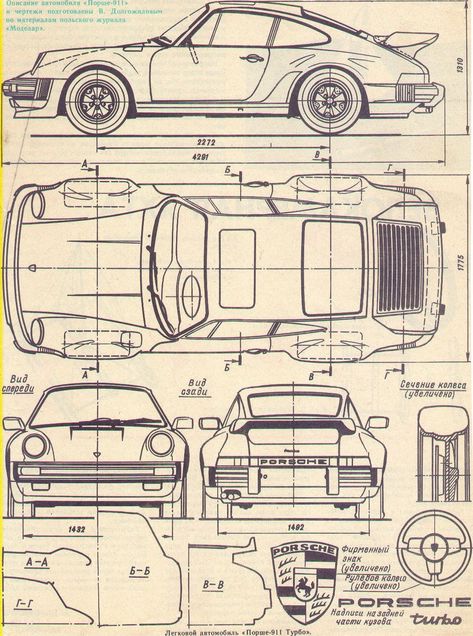 Описание автомобиля «Порше-911»
и чертежи подготовлены В. Долгожиловым
по материалам польского журнала
«Моделар».
1310
2272
4291
А
Б
В
Г
1775
А
Б
В
Г
Вид
спереди
Вид
сзади
Сечение колеса
(увеличено)
PORSCHE
1432
1492
А-А
Б-Б
В-В
Г-Г
PORSCHE
Фирменный
знак
(увеличено)
Рулевое колесо
(увеличено)
PORSCHE
Надписи на задней
части кузова
turbo
Легковой автомобиль «Порше-911 Турбо».